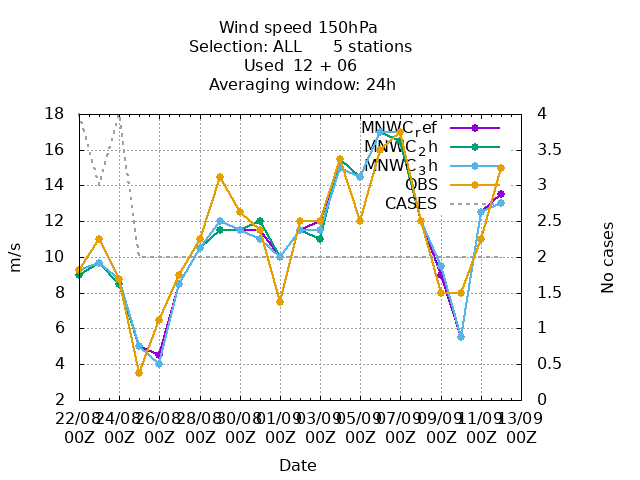 Wind speed 150hPa
Selection: ALL 5 stations
Used 12 + 06
Averaging window: 24h
18
16
14
12
10
8
6
4
2
m/s
4
3.5
3
2.5
2
1.5
1
0.5
0
No cases
MNWC_ref
MNWC_2h
MNWC_3h
OBS
CASES
22/08 24/08 26/08 28/08 30/08 01/09 03/09 05/09 07/09 09/09 11/09 13/09
00Z 00Z 00Z 00Z 00Z 00Z 00Z 00Z 00Z 00Z 00Z 00Z
Date